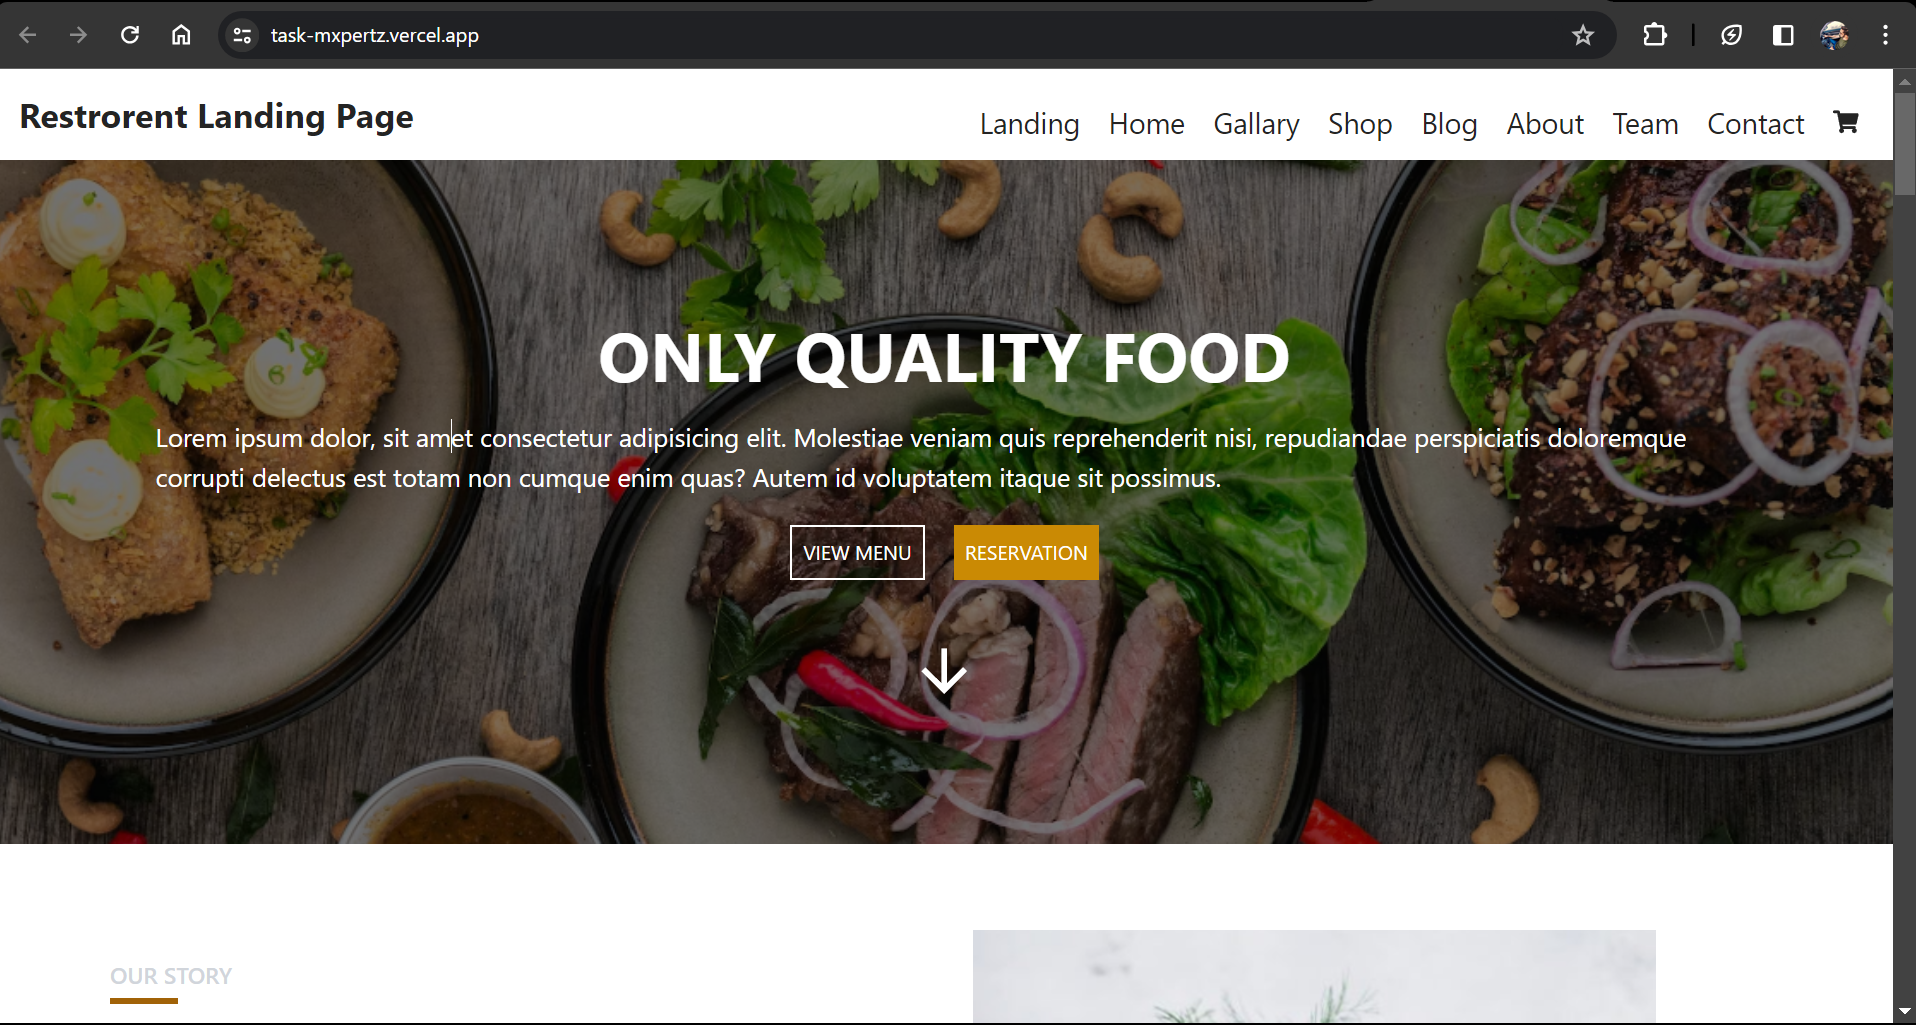 task-mxpertz.vercel.app
Restrorent Landing Page
Landing Home Gallary Shop Blog About Team Contact
ONLY QUALITY FOOD
Lorem ipsum dolor, sit amet consectetur adipisicing elit. Molestiae veniam quis reprehenderit nisi, repudiandae perspiciatis doloremque
corrupti delectus est totam non cumque enim quas? Autem id voluptatem itaque sit possimus.
VIEW MENU RESERVATION
OUR STORY